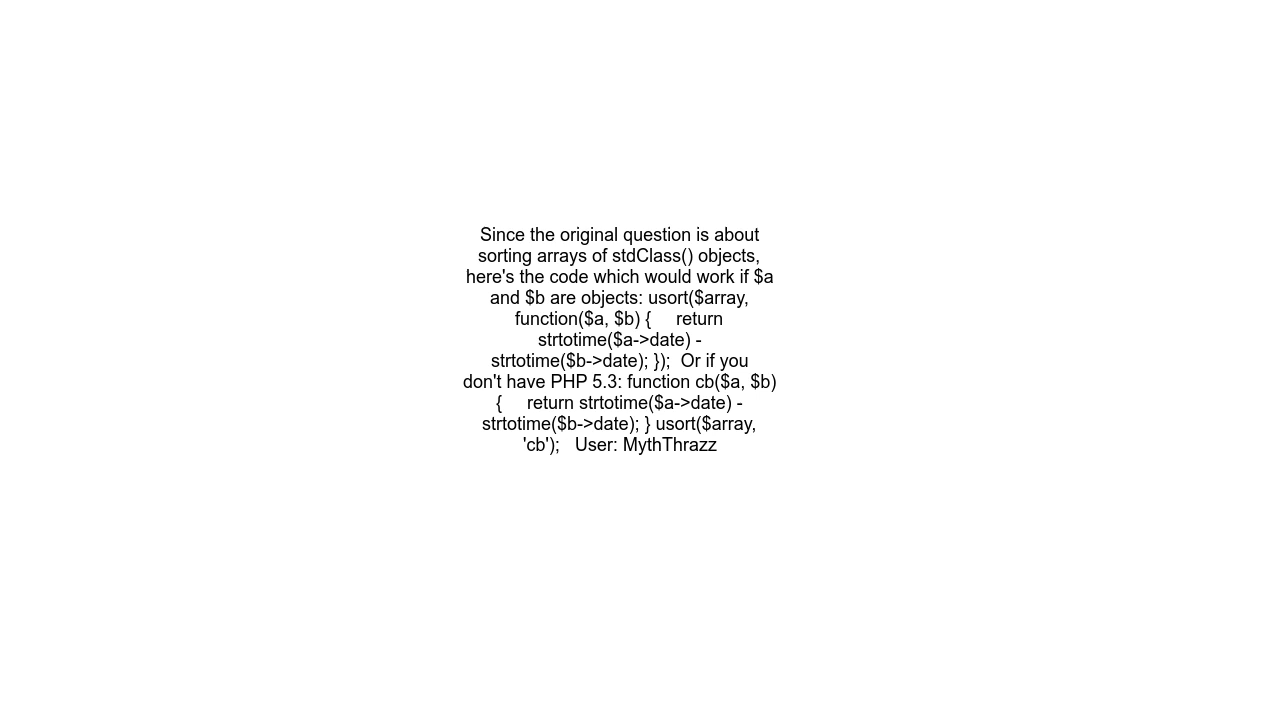 Since the original question is about
sorting arrays of stdClass() objects,
here's the code which would work if $a
and $b are objects: usort($array,
function($a, $b) {     return
strtotime($a->date) -
strtotime($b->date); });  Or if you
don't have PHP 5.3: function cb($a, $b)
{     return strtotime($a->date) -
strtotime($b->date); } usort($array,
'cb');   User: MythThrazz